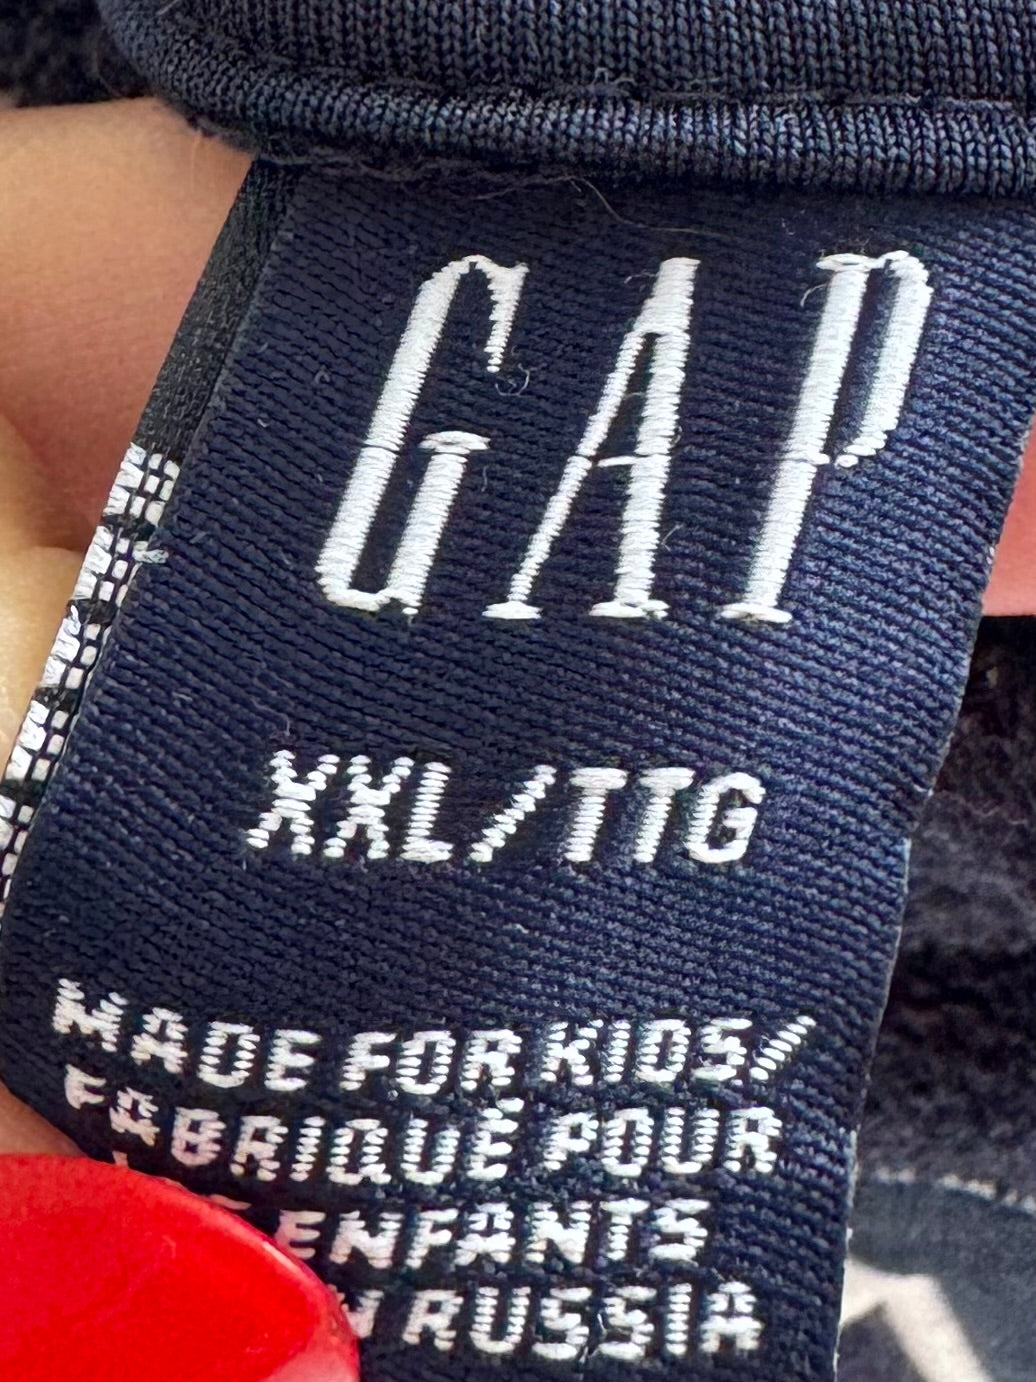 GAP
XXL/TTG
MADE FOR KIDS/
FABRIQUÉ POUR
ENFANTS
RUSSIA